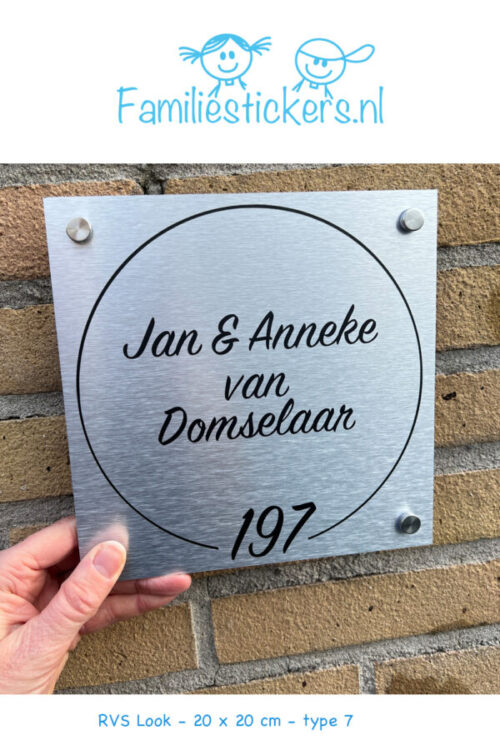 Familiestickers.nl
Jan & Anneke
van
Domselaar
197
RVS Look - 20 x 20 cm - type 7